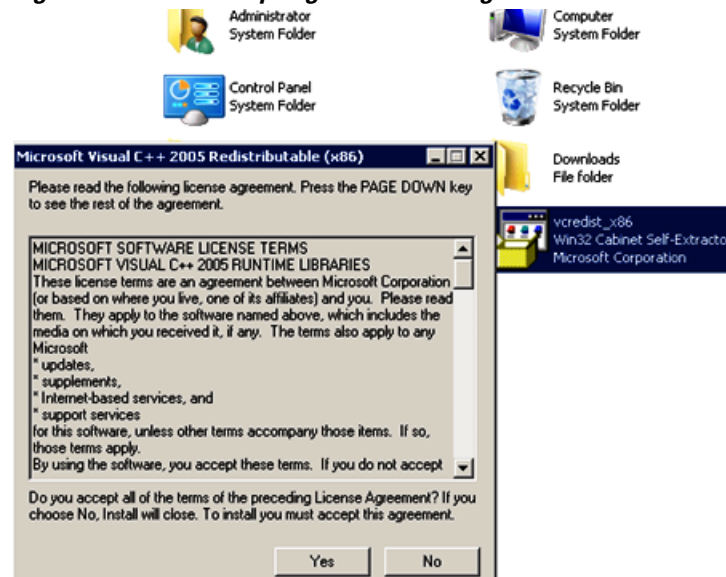 Administrator
System Folder
Computer
System Folder
Control Panel
System Folder
Recycle Bin
System Folder
Downloads
File folder
vcredist_x86
Win32 Cabinet Self-Extracto
Microsoft Corporation
Microsoft Visual C++ 2005 Redistributable (x86)
Please read the following license agreement. Press the PAGE DOWN key
to see the rest of the agreement.
MICROSOFT SOFTWARE LICENSE TERMS
MICROSOFT VISUAL C++ 2005 RUNTIME LIBRARIES
These license terms are an agreement between Microsoft Corporation
(or based on where you live, one of its affiliates) and you. Please read
them. They apply to the software named above, which includes the
media on which you received it, if any. The terms also apply to any
Microsoft
* updates,
* supplements,
* Internet-based services, and
* support services
for this software, unless other terms accompany those items. If so,
those terms apply.
By using the software, you accept these terms. If you do not accept
Do you accept all of the terms of the preceding License Agreement? If you
choose No, Install will close. To install you must accept this agreement.
Yes
No